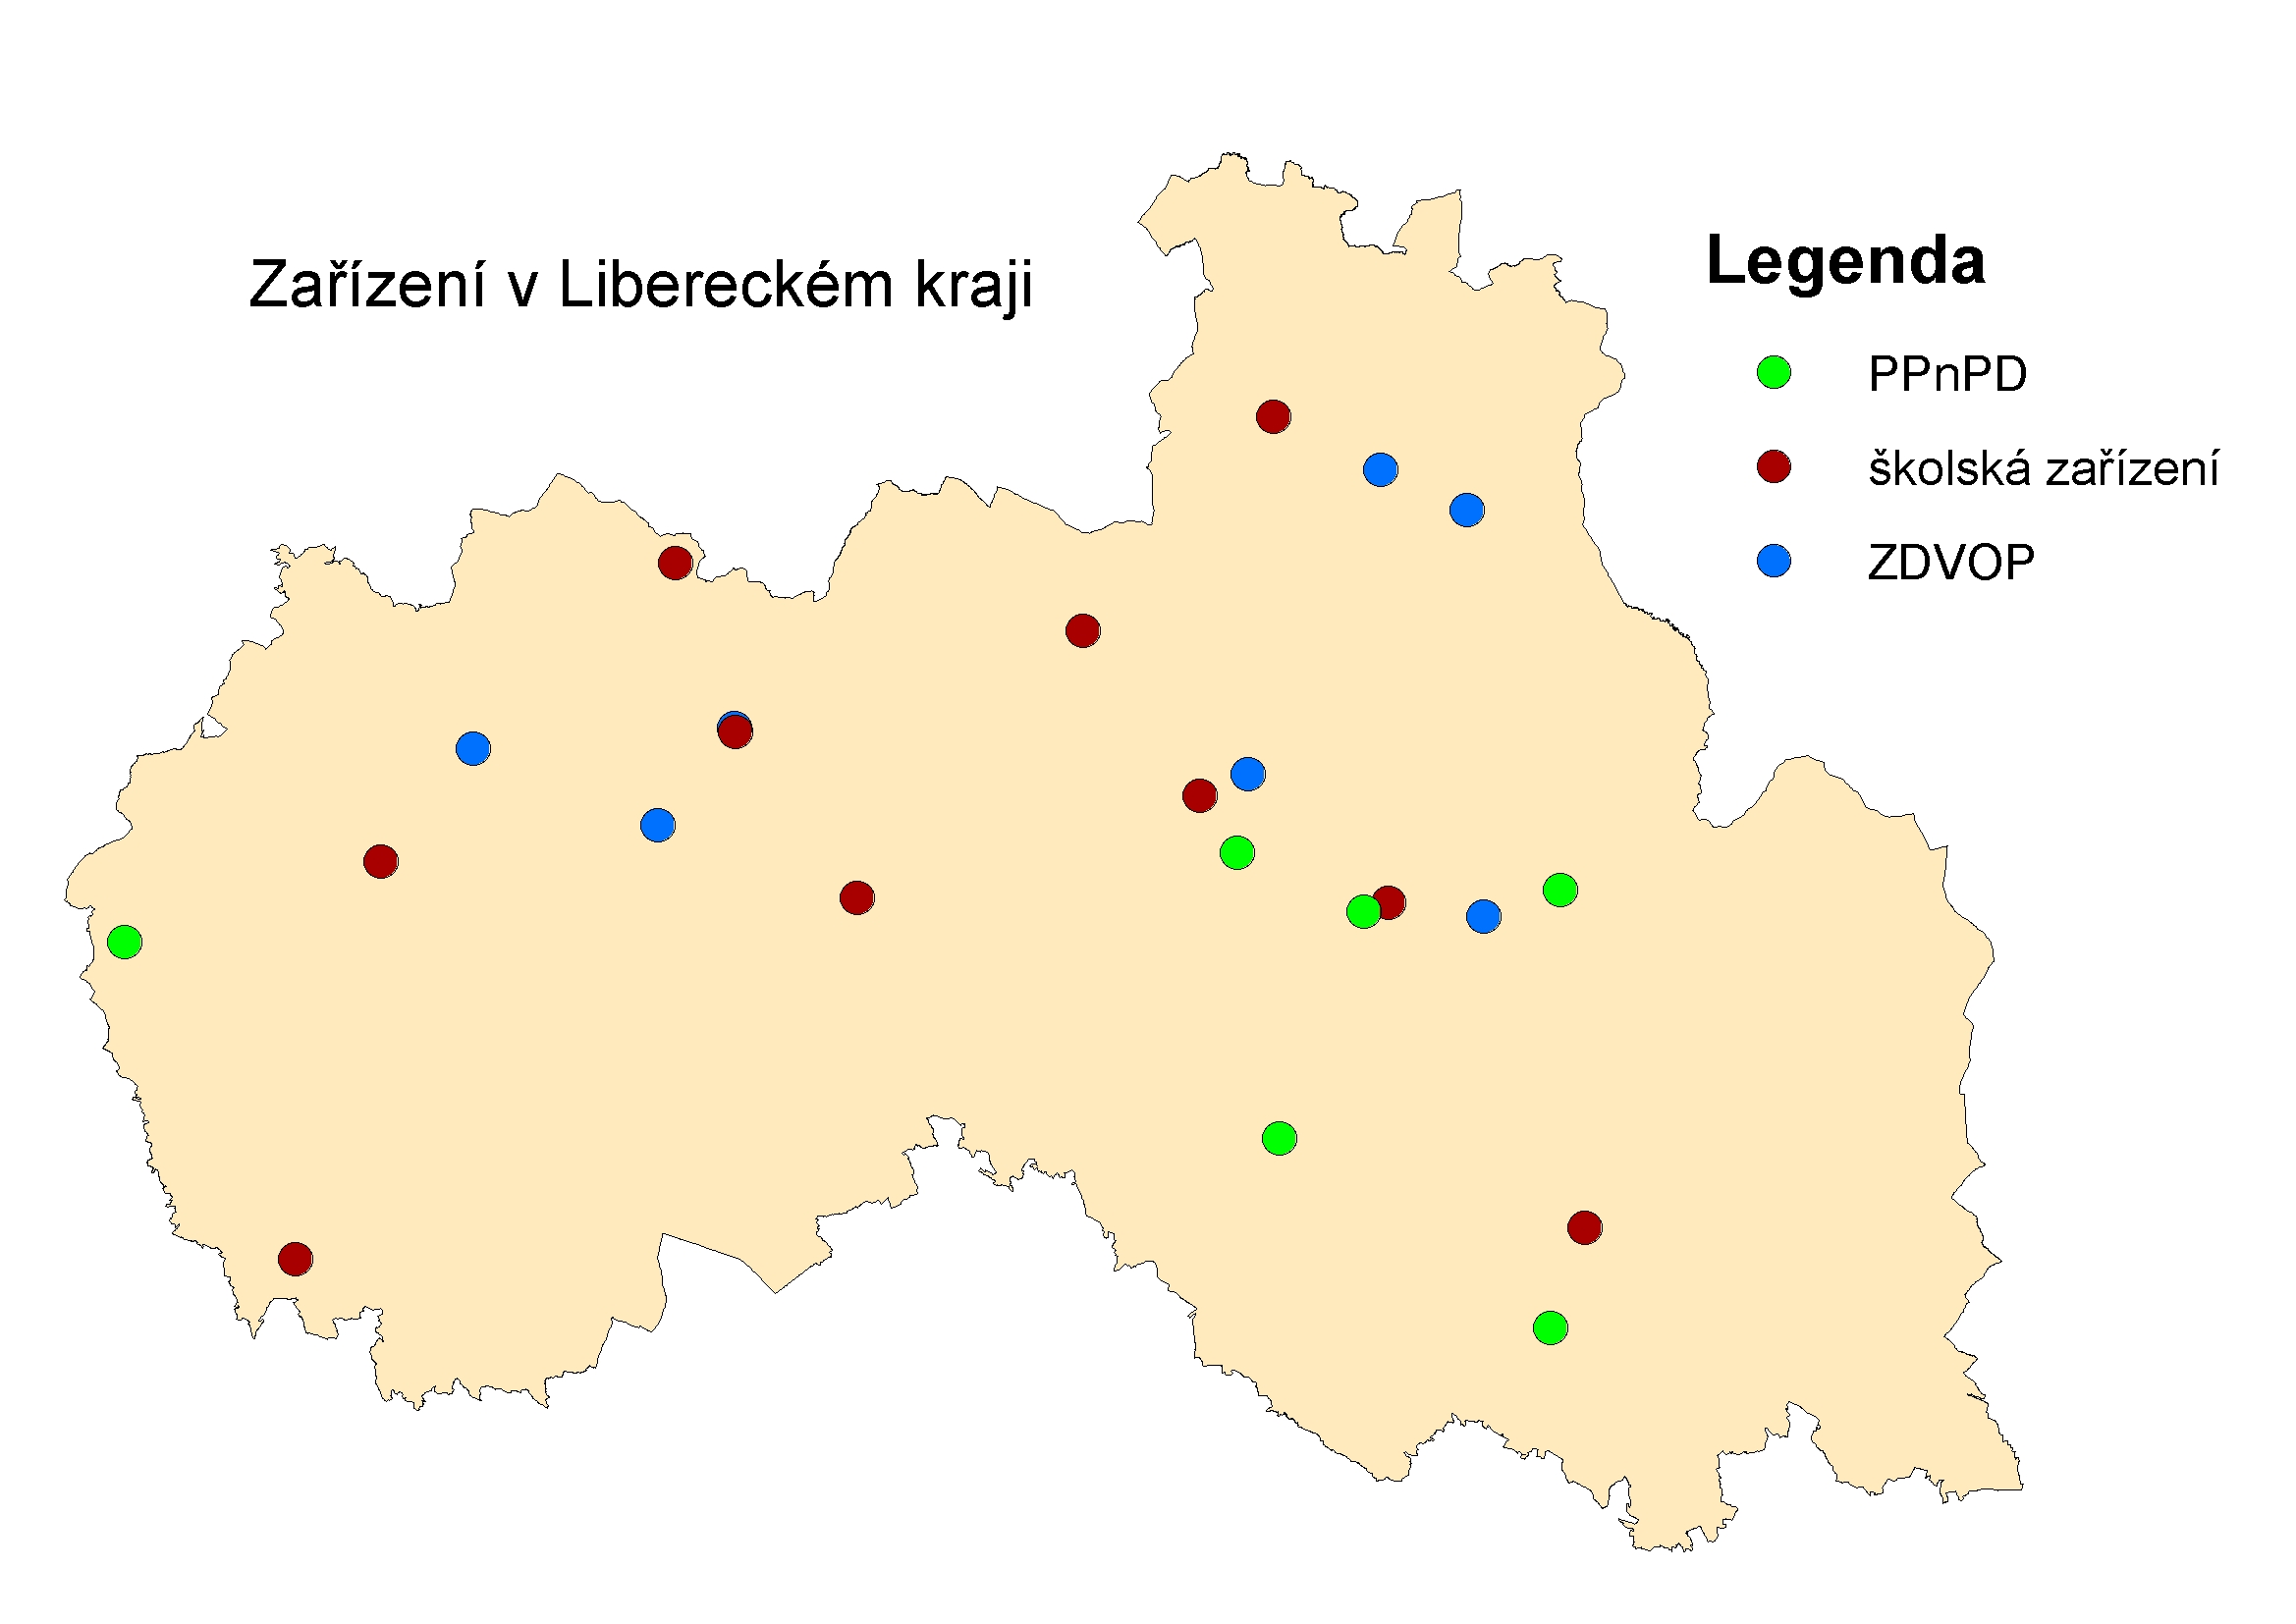 Zařízení v Libereckém kraji
Legenda
PPnPD
školská zařízení
ZDVOP